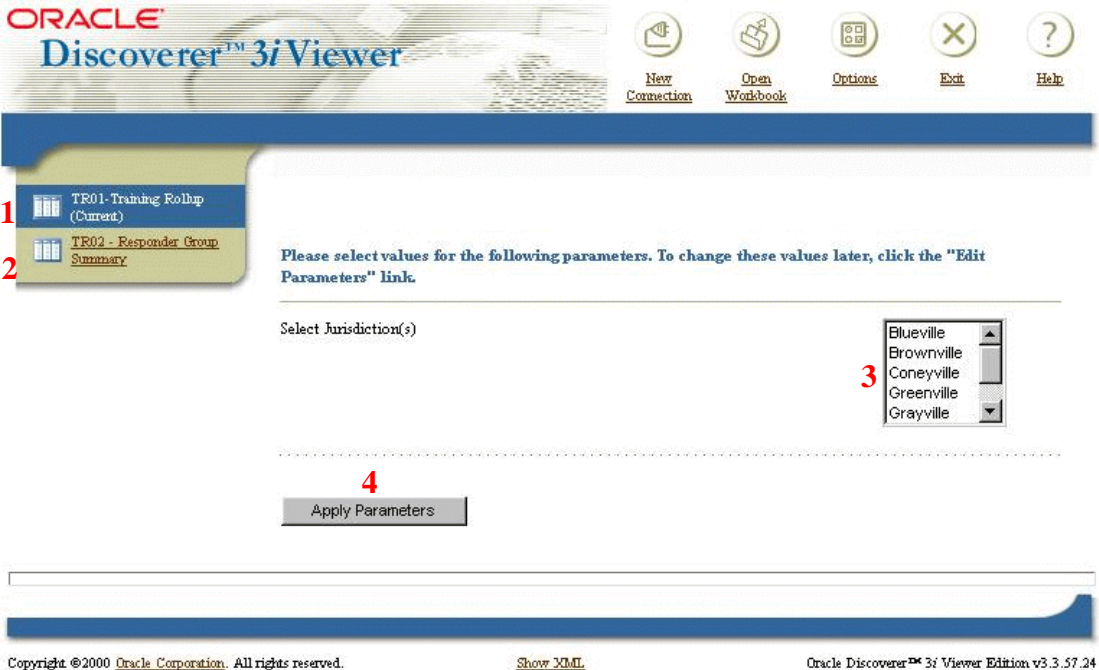 ORACLE®
Discoverer™ 3i Viewer
New
Connection
Open
Workbook
Options
Exit
Help
1
TR01-Training Rollup
(Current)
2
TR02 - Responder Group
Summary
Please select values for the following parameters. To change these values later, click the "Edit
Parameters" link.
Select Jurisdiction(s)
3
Blueville
Brownville
Coneyville
Greenville
Grayville
4
Apply Parameters
Copyright ©2000 Oracle Corporation. All rights reserved.
Show XML
Oracle Discoverer™ 3i Viewer Edition v3.3.57.24